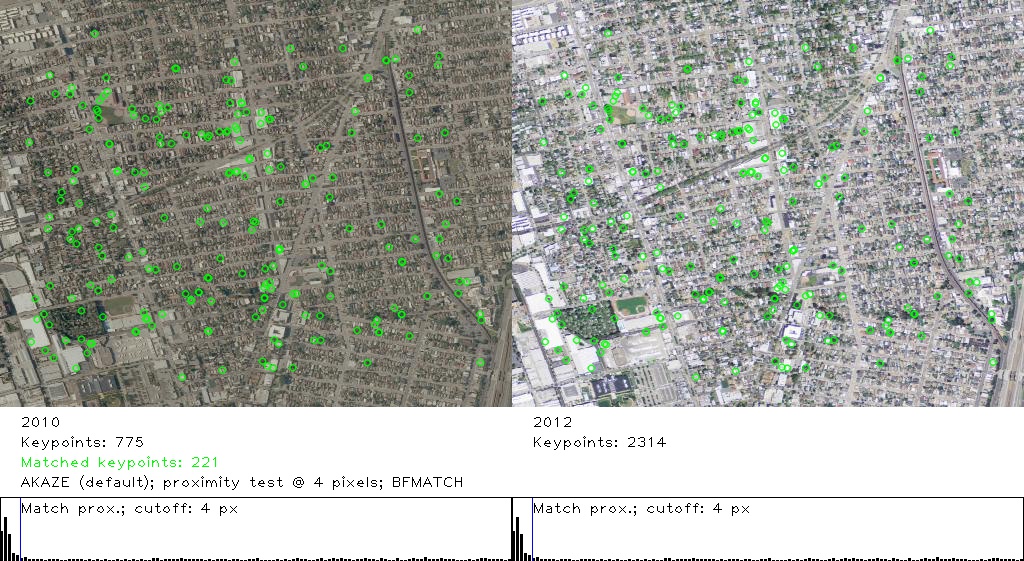 2010
Keypoints: 775
Matched keypoints: 221
AKAZE (default); proximity test @ 4 pixels; BFMATCH
Match prox.; cutoff: 4 px
2012
Keypoints: 2314
Match prox.; cutoff: 4 px